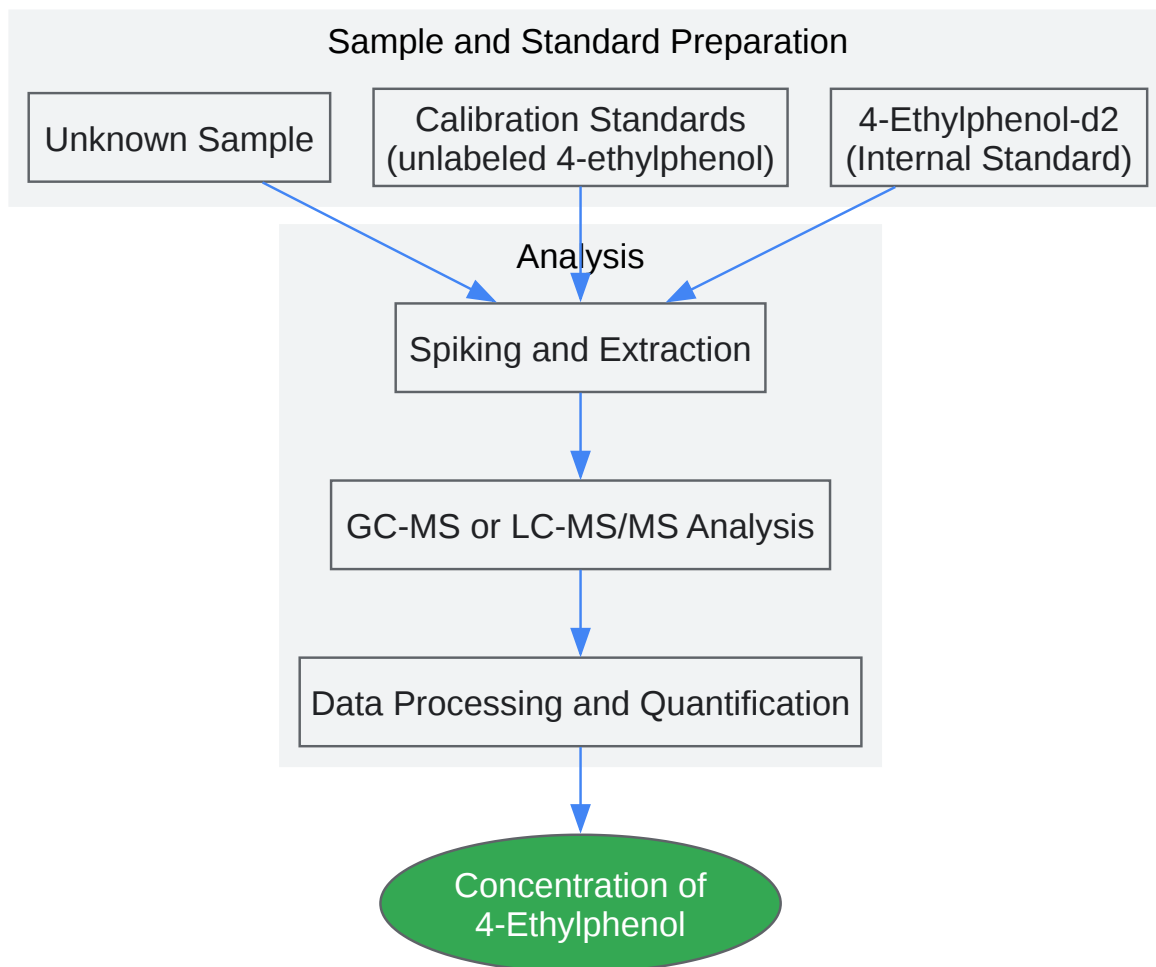 Sample and Standard Preparation
Unknown Sample
Calibration Standards
(unlabeled 4-ethylphenol)
4-Ethylphenol-d2
(Internal Standard)
Analysis
Spiking and Extraction
GC-MS or LC-MS/MS Analysis
Data Processing and Quantification
Concentration of
4-Ethylphenol